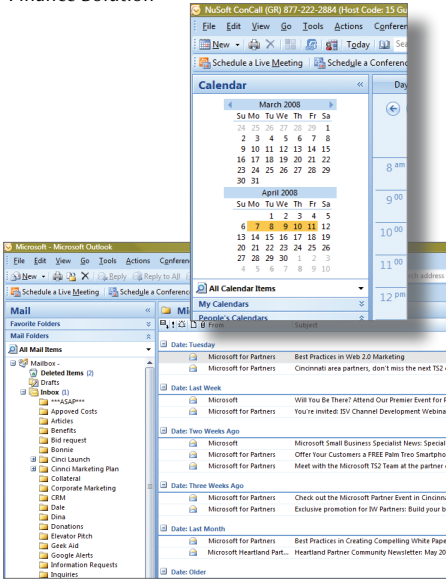 Finance Solution
NuSoft ConCall (GR) 877-222-2884 (Host Code: 15 Gu
File Edit View Go Tools Actions Conferen
New Today Sea
Schedule a Live Meeting Schedule a Conferenc
Calendar «
Day
March 2008
Su Mo Tu We Th Fr Sa
24 25 26 27 28 29 1
2 3 4 5 6 7 8
9 10 11 12 13 14 15
16 17 18 19 20 21 22
23 24 25 26 27 28 29
30 31
April 2008
Su Mo Tu We Th Fr Sa
1 2 3 4 5
6 7 8 9 10 11 12
13 14 15 16 17 18 19
20 21 22 23 24 25 26
27 28 29 30 1 2 3
4 5 6 7 8 9 10
8 am
9 00
10 00
11 00
12 pm
All Calendar Items
My Calendars
People's Calendars
Microsoft - Microsoft Outlook
File Edit View Go Tools Actions Conferen
New Reply Reply to All
ch address
Schedule a Live Meeting Schedule a Conferenc
Mail «
Favorite Folders
Mail Folders
All Mail Items
Mailbox -
Deleted Items (2)
Drafts
Inbox (1)
***ASAP***
Appoved Costs
Articles
Benefits
Bid request
Bonnie
Cinci Launch
Cinnci Marketing Plan
Collateral
Corporate Marketing
CRM
Dale
Dina
Donations
Elevator Pitch
Geek Aid
Google Alerts
Information Requests
Inquiries
Mi
From Subject
Date: Tuesday
Microsoft for Partners Best Practices in Web 2.0 Marketing
Microsoft for Partners Cincinnati area partners, don't miss the next TS2 
Date: Last Week
Microsoft for Partners Will You Be There? Attend Our Premier Event for P
Microsoft for Partners You're invited: ISV Channel Development Webina
Date: Two Weeks Ago
Microsoft Microsoft Small Business Specialist News: Special
Microsoft for Partners Offer Your Customers a FREE Palm Treo Smartpho
Microsoft for Partners Meet with the Microsoft TS2 Team at the partner
Date: Three Weeks Ago
Microsoft for Partners Check out the Microsoft Partner Event in Cincinna
Microsoft for Partners Exclusive promotion for IW Partners: Build your b
Date: Last Month
Microsoft for Partners Best Practices in Creating Compelling White Pape
Microsoft Heartland Part... Heartland Partner Community Newsletter: May 20
Date: Older